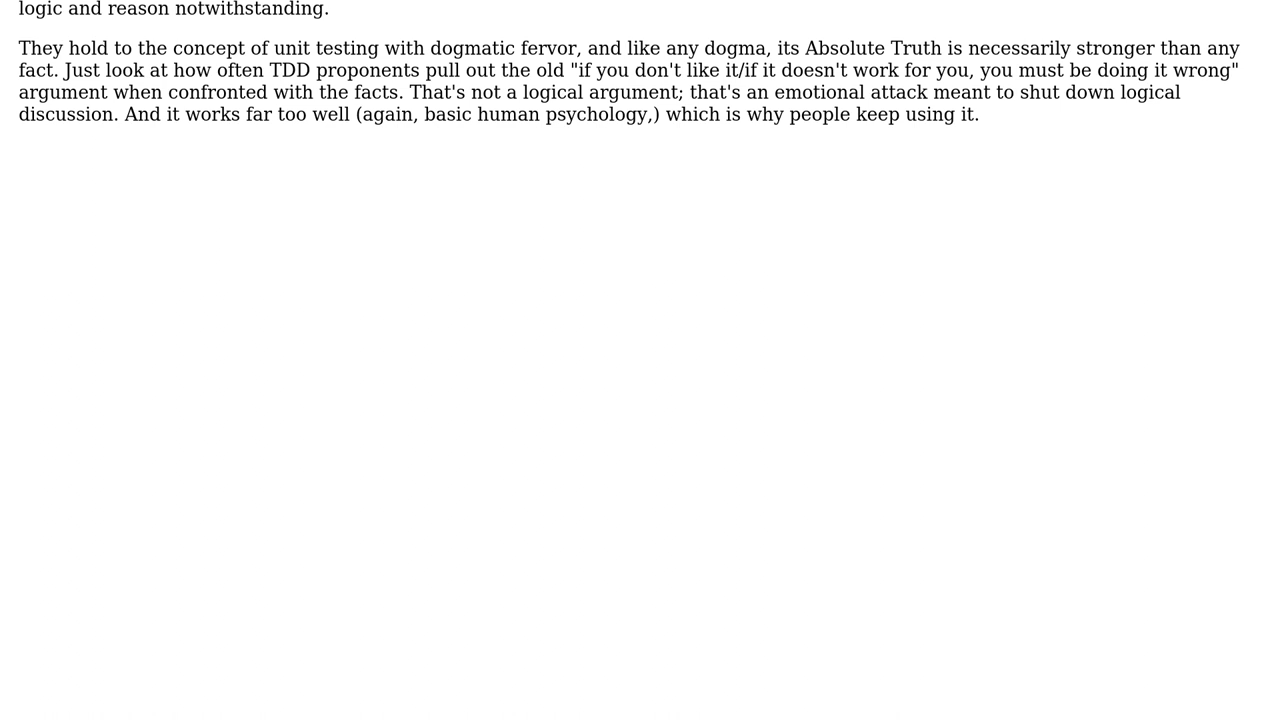 logic and reason notwithstanding.
They hold to the concept of unit testing with dogmatic fervor, and like any dogma, its Absolute Truth is necessarily stronger than any
fact. Just look at how often TDD proponents pull out the old "if you don't like it/if it doesn't work for you, you must be doing it wrong"
argument when confronted with the facts. That's not a logical argument; that's an emotional attack meant to shut down logical
discussion. And it works far too well (again, basic human psychology,) which is why people keep using it.